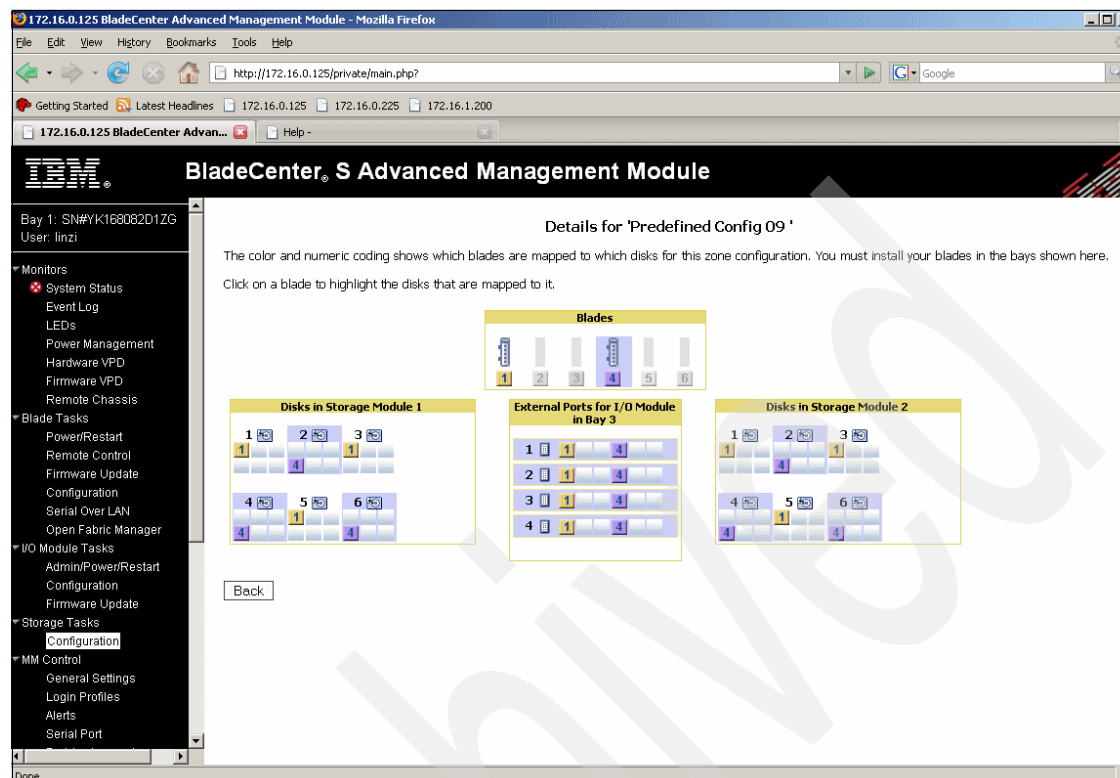 172.16.0.125 BladeCenter Advanced Management Module - Mozilla Firefox
File Edit View History Bookmarks Tools Help
http://172.16.0.125/private/main.php?
G Google
Getting Started Latest Headlines 172.16.0.125 172.16.0.225 172.16.1.200
172.16.0.125 BladeCenter Advan... Help -
IBM® BladeCenter® S Advanced Management Module
Bay 1: SN#YK168082D1ZG
User: linzi
Monitors
System Status
Event Log
LEDs
Power Management
Hardware VPD
Firmware VPD
Remote Chassis
Blade Tasks
Power/Restart
Remote Control
Firmware Update
Configuration
Serial Over LAN
Open Fabric Manager
I/O Module Tasks
Admin/Power/Restart
Configuration
Firmware Update
Storage Tasks
Configuration
MM Control
General Settings
Login Profiles
Alerts
Serial Port
Details for 'Predefined Config 09 '
The color and numeric coding shows which blades are mapped to which disks for this zone configuration. You must install your blades in the bays shown here.
Click on a blade to highlight the disks that are mapped to it.
Blades
1 2 3 4 5 6
Disks in Storage Module 1
1 2 3
1 1
4
4 5 6
1
4 4
External Ports for I/O Module
in Bay 3
1 1 4
2 1 4
3 1 4
4 1 4
Disks in Storage Module 2
1 2 3
1 1
4
4 5 6
1
4 4
Back
Done
hived